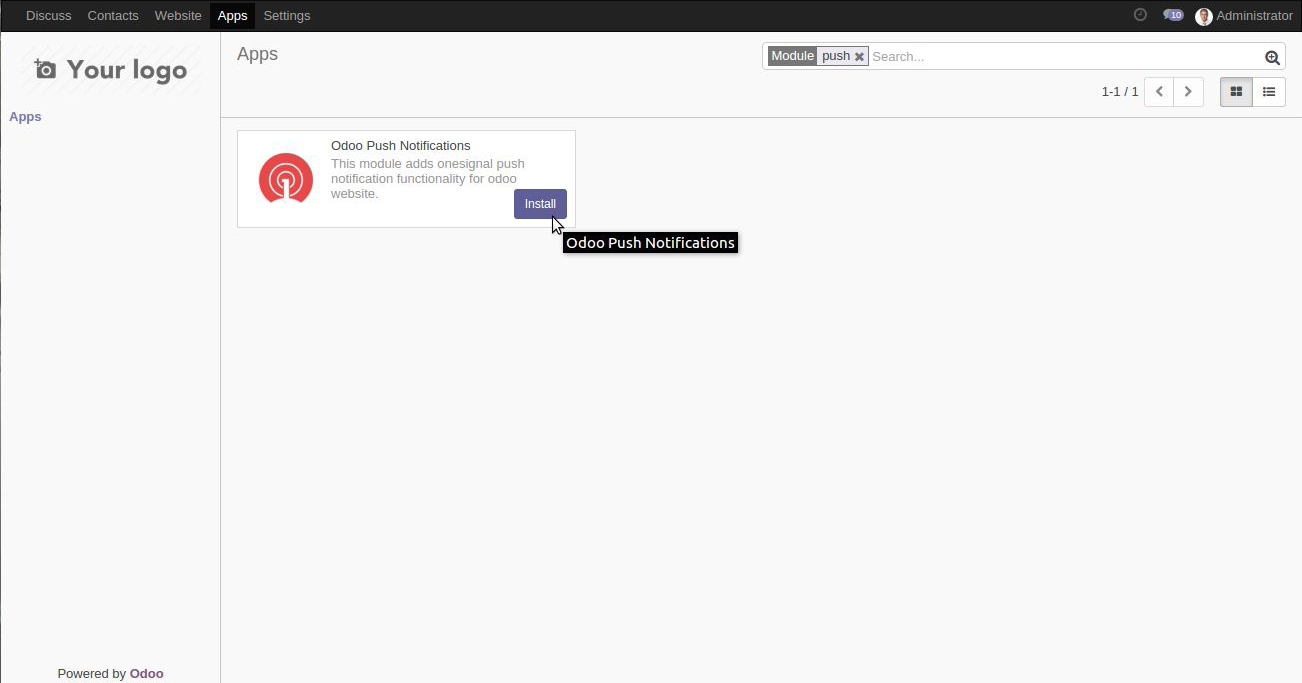 Discuss Contacts Website Apps Settings 10 Administrator
Your logo
Apps
Apps
Module push Search...
1-1 / 1
Odoo Push Notifications
This module adds onesignal push
notification functionality for odoo
website.
Install
Odoo Push Notifications
Powered by Odoo